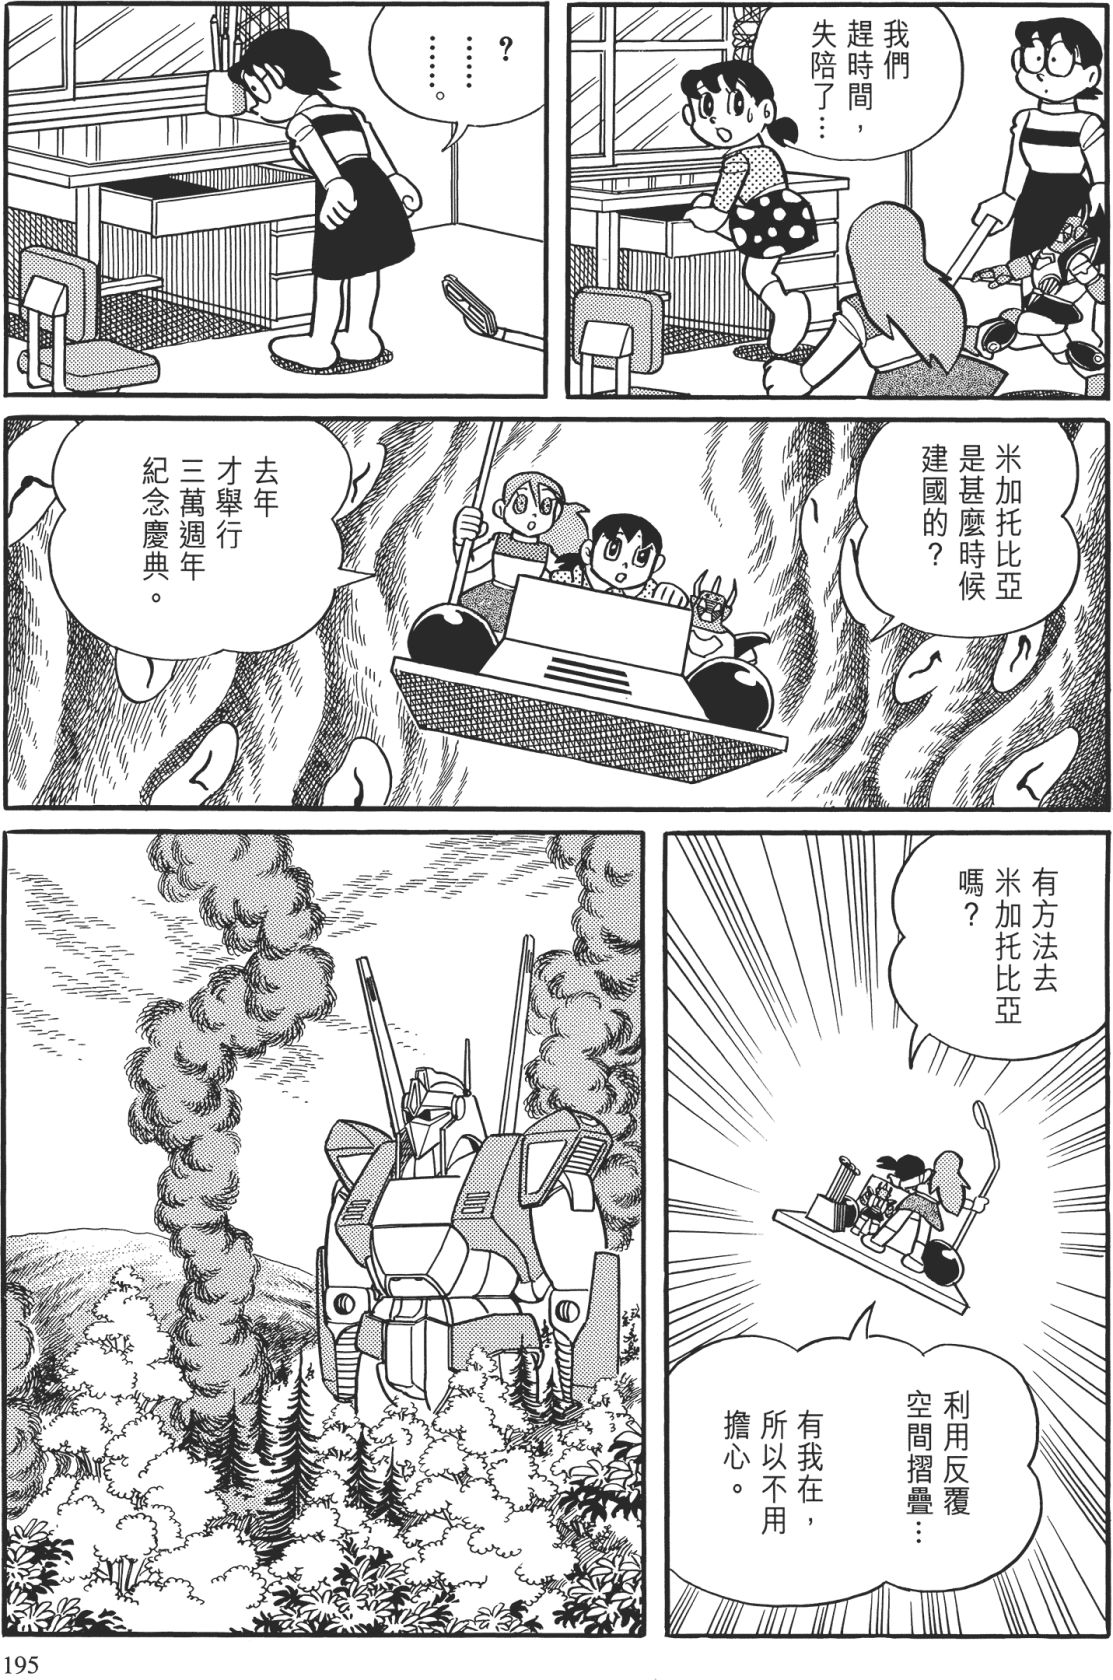 我們
趕時間，
失陪了…
？
……
……。
米加托比亞
是甚麼時候
建國的？
去年
才舉行
三萬週年
紀念慶典。
有方法去
米加托比亞
嗎？
利用反覆
空間摺疊…
有我在，
所以不用
擔心。
195